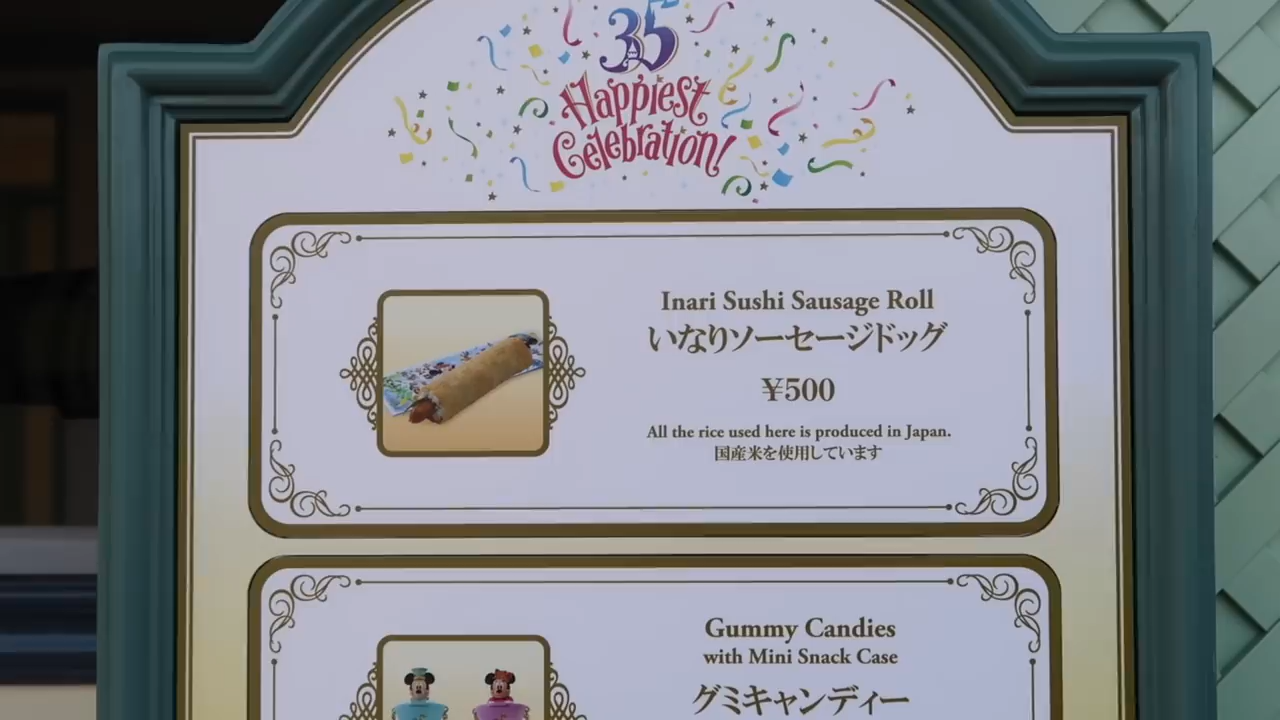 35
Happiest
Celebration!
Inari Sushi Sausage Roll
いなりソーセージドッグ
¥500
All the rice used here is produced in Japan.
国産米を使用しています
Gummy Candies
with Mini Snack Case
グミキャンディー